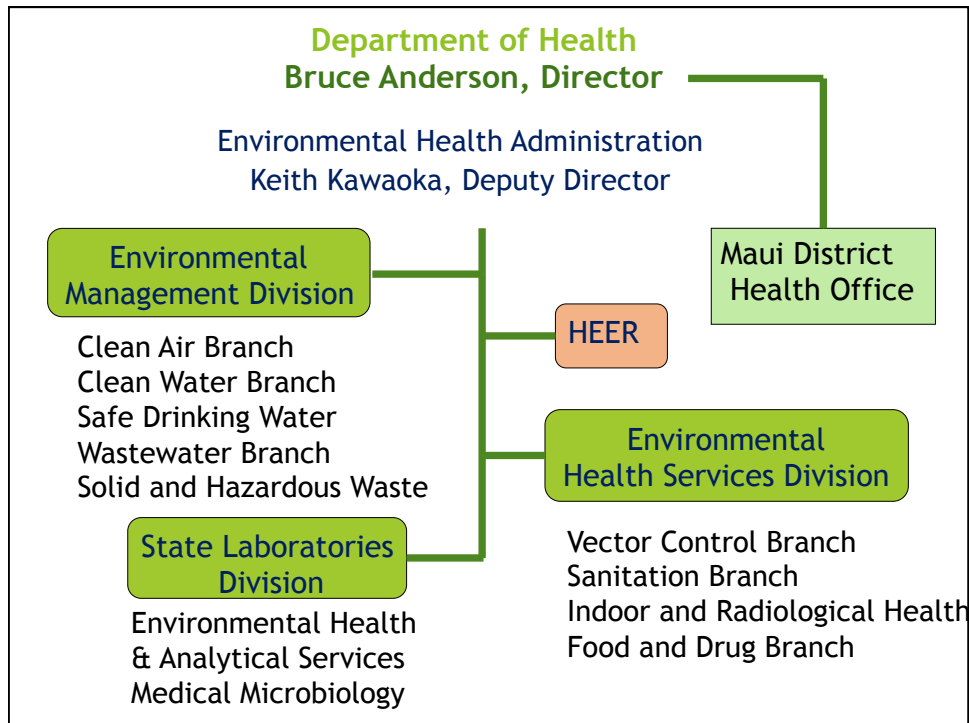 Department of Health
Bruce Anderson, Director
Environmental Health Administration
Keith Kawaoka, Deputy Director
Environmental
Management Division
Clean Air Branch
Clean Water Branch
Safe Drinking Water
Wastewater Branch
Solid and Hazardous Waste
State Laboratories
Division
Environmental Health
& Analytical Services
Medical Microbiology
Maui District
Health Office
HEER
Environmental
Health Services Division
Vector Control Branch
Sanitation Branch
Indoor and Radiological Health
Food and Drug Branch